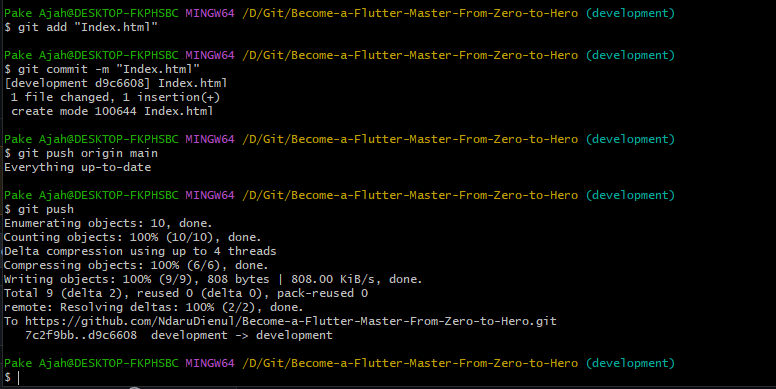 Pake Ajah@DESKTOP-FKPHSBC MINGW64 /D/Git/Become-a-Flutter-Master-From-Zero-to-Hero (development)
$ git add "Index.html"
Pake Ajah@DESKTOP-FKPHSBC MINGW64 /D/Git/Become-a-Flutter-Master-From-Zero-to-Hero (development)
$ git commit -m "Index.html"
[development d9c6608] Index.html
 1 file changed, 1 insertion(+)
 create mode 100644 Index.html
Pake Ajah@DESKTOP-FKPHSBC MINGW64 /D/Git/Become-a-Flutter-Master-From-Zero-to-Hero (development)
$ git push origin main
Everything up-to-date
Pake Ajah@DESKTOP-FKPHSBC MINGW64 /D/Git/Become-a-Flutter-Master-From-Zero-to-Hero (development)
$ git push
Enumerating objects: 10, done.
Counting objects: 100% (10/10), done.
Delta compression using up to 4 threads
Compressing objects: 100% (6/6), done.
Writing objects: 100% (9/9), 808 bytes | 808.00 KiB/s, done.
Total 9 (delta 2), reused 0 (delta 0), pack-reused 0
remote: Resolving deltas: 100% (2/2), done.
To https://github.com/NdaruDienul/Become-a-Flutter-Master-From-Zero-to-Hero.git
   7c2f9bb..d9c6608  development -> development
Pake Ajah@DESKTOP-FKPHSBC MINGW64 /D/Git/Become-a-Flutter-Master-From-Zero-to-Hero (development)
$